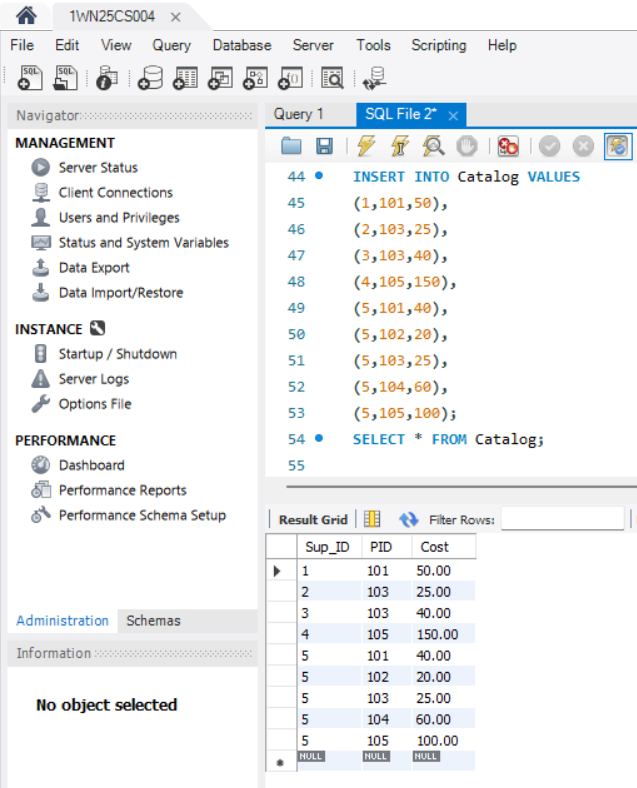 1WN25CS004 ×
File Edit View Query Database Server Tools Scripting Help
Navigator
MANAGEMENT
Server Status
Client Connections
Users and Privileges
Status and System Variables
Data Export
Data Import/Restore
INSTANCE
Startup / Shutdown
Server Logs
Options File
PERFORMANCE
Dashboard
Performance Reports
Performance Schema Setup
Administration Schemas
Information
No object selected
Query 1 SQL File 2* ×
44 INSERT INTO Catalog VALUES
45 (1,101,50),
46 (2,103,25),
47 (3,103,40),
48 (4,105,150),
49 (5,101,40),
50 (5,102,20),
51 (5,103,25),
52 (5,104,60),
53 (5,105,100);
54 SELECT * FROM Catalog;
55
Result Grid Filter Rows:
Sup_ID PID Cost
1 101 50.00
2 103 25.00
3 103 40.00
4 105 150.00
5 101 40.00
5 102 20.00
5 103 25.00
5 104 60.00
5 105 100.00
NULL NULL NULL